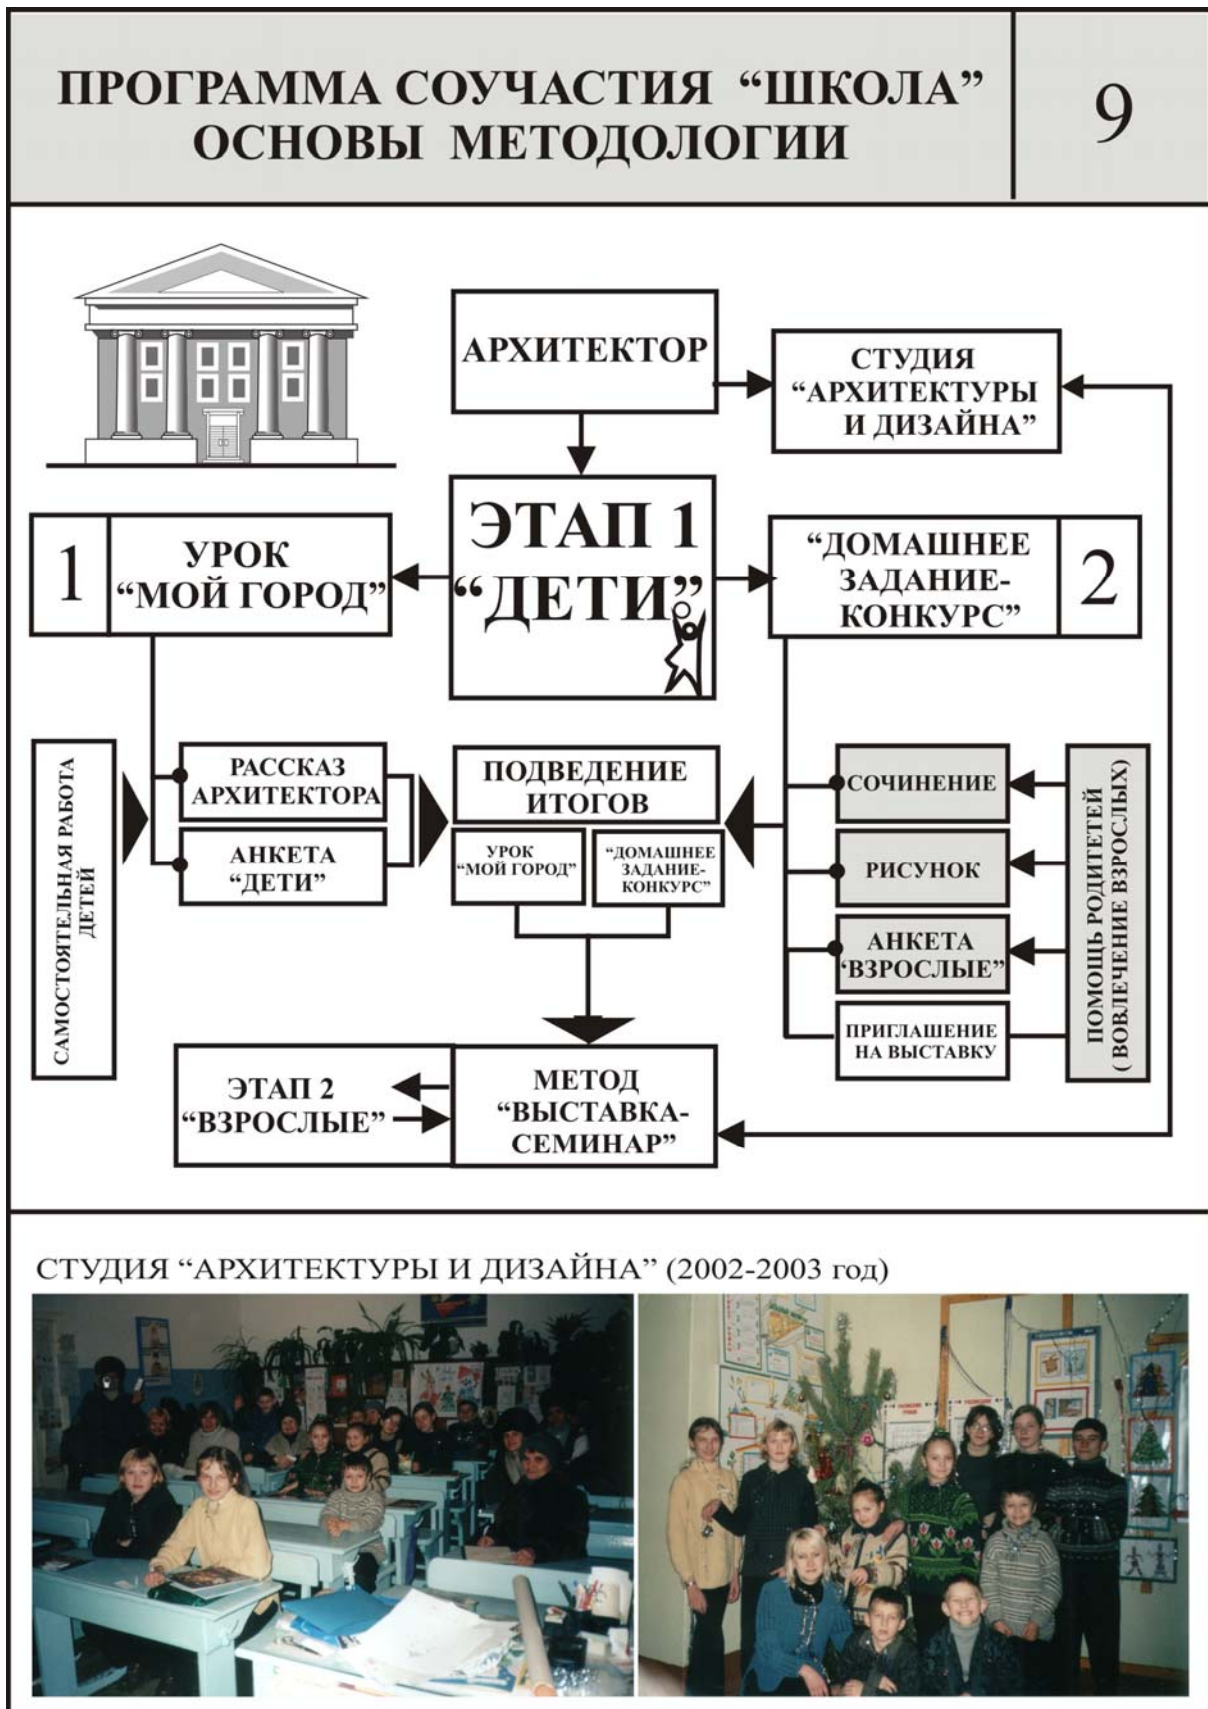 ПРОГРАММА СОУЧАСТИЯ “ШКОЛА”
ОСНОВЫ МЕТОДОЛОГИИ
9
АРХИТЕКТОР
СТУДИЯ
“АРХИТЕКТУРЫ
И ДИЗАЙНА”
ЭТАП 1
“ДЕТИ”
1
УРОК
“МОЙ ГОРОД”
“ДОМАШНЕЕ
ЗАДАНИЕ-
КОНКУРС”
2
САМОСТОЯТЕЛЬНАЯ РАБОТА
ДЕТЕЙ
РАССКАЗ
АРХИТЕКТОРА
АНКЕТА
“ДЕТИ”
ПОДВЕДЕНИЕ
ИТОГОВ
УРОК
“МОЙ ГОРОД”
“ДОМАШНЕЕ
ЗАДАНИЕ-
КОНКУРС”
СОЧИНЕНИЕ
РИСУНОК
АНКЕТА
“ВЗРОСЛЫЕ”
ПРИГЛАШЕНИЕ
НА ВЫСТАВКУ
ПОМОЩЬ РОДИТЕТЕЙ
( ВОВЛЕЧЕНИЕ ВЗРОСЛЫХ)
ЭТАП 2
“ВЗРОСЛЫЕ”
МЕТОД
“ВЫСТАВКА-
СЕМИНАР”
СТУДИЯ “АРХИТЕКТУРЫ И ДИЗАЙНА” (2002-2003 год)